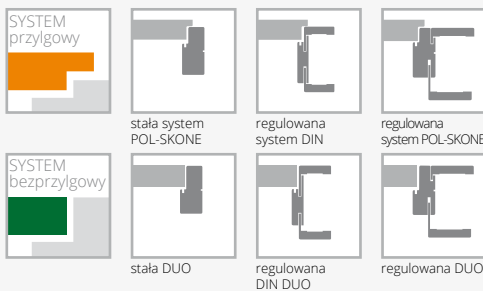 SYSTEM
przylgowy
stała system
POL-SKONE
regulowana
system DIN
regulowana
system POL-SKONE
SYSTEM
bezprzylgowy
stała DUO
regulowana
DIN DUO
regulowana DUO